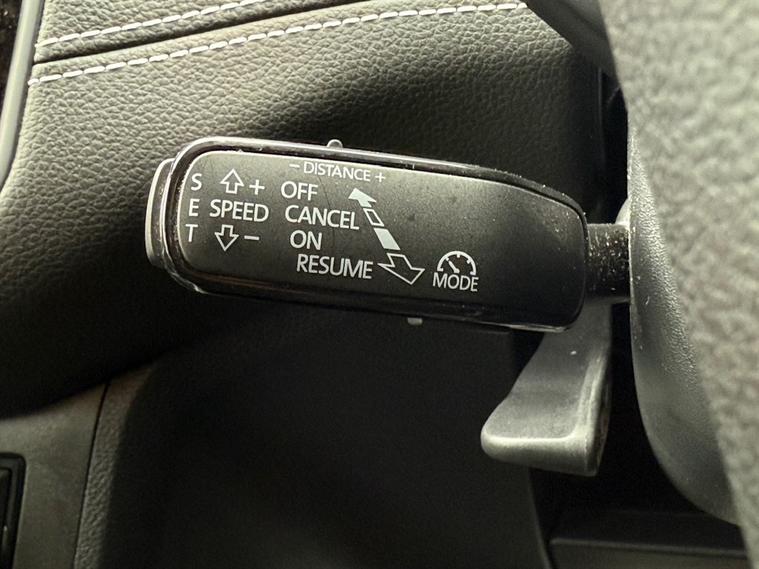 - DISTANCE +
S + OFF
E SPEED CANCEL
T - ON
RESUME
MODE